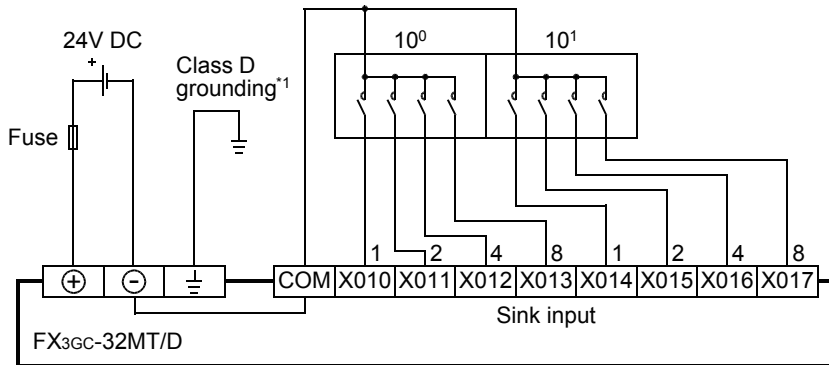 10⁰ 10¹
24V DC
+
Class D
grounding*1
Fuse
1 2 4 8 1 2 4 8
+ - COM X010 X011 X012 X013 X014 X015 X016 X017
Sink input
FX3GC-32MT/D